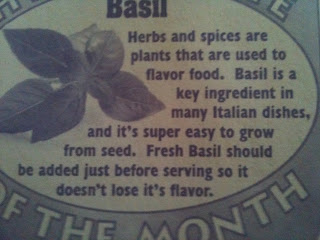 Basil
Herbs and spices are
plants that are used to
flavor food. Basil is a
key ingredient in
many Italian dishes,
and it's super easy to grow
from seed. Fresh Basil should
be added just before serving so it
doesn't lose it's flavor.
OF THE MONTH